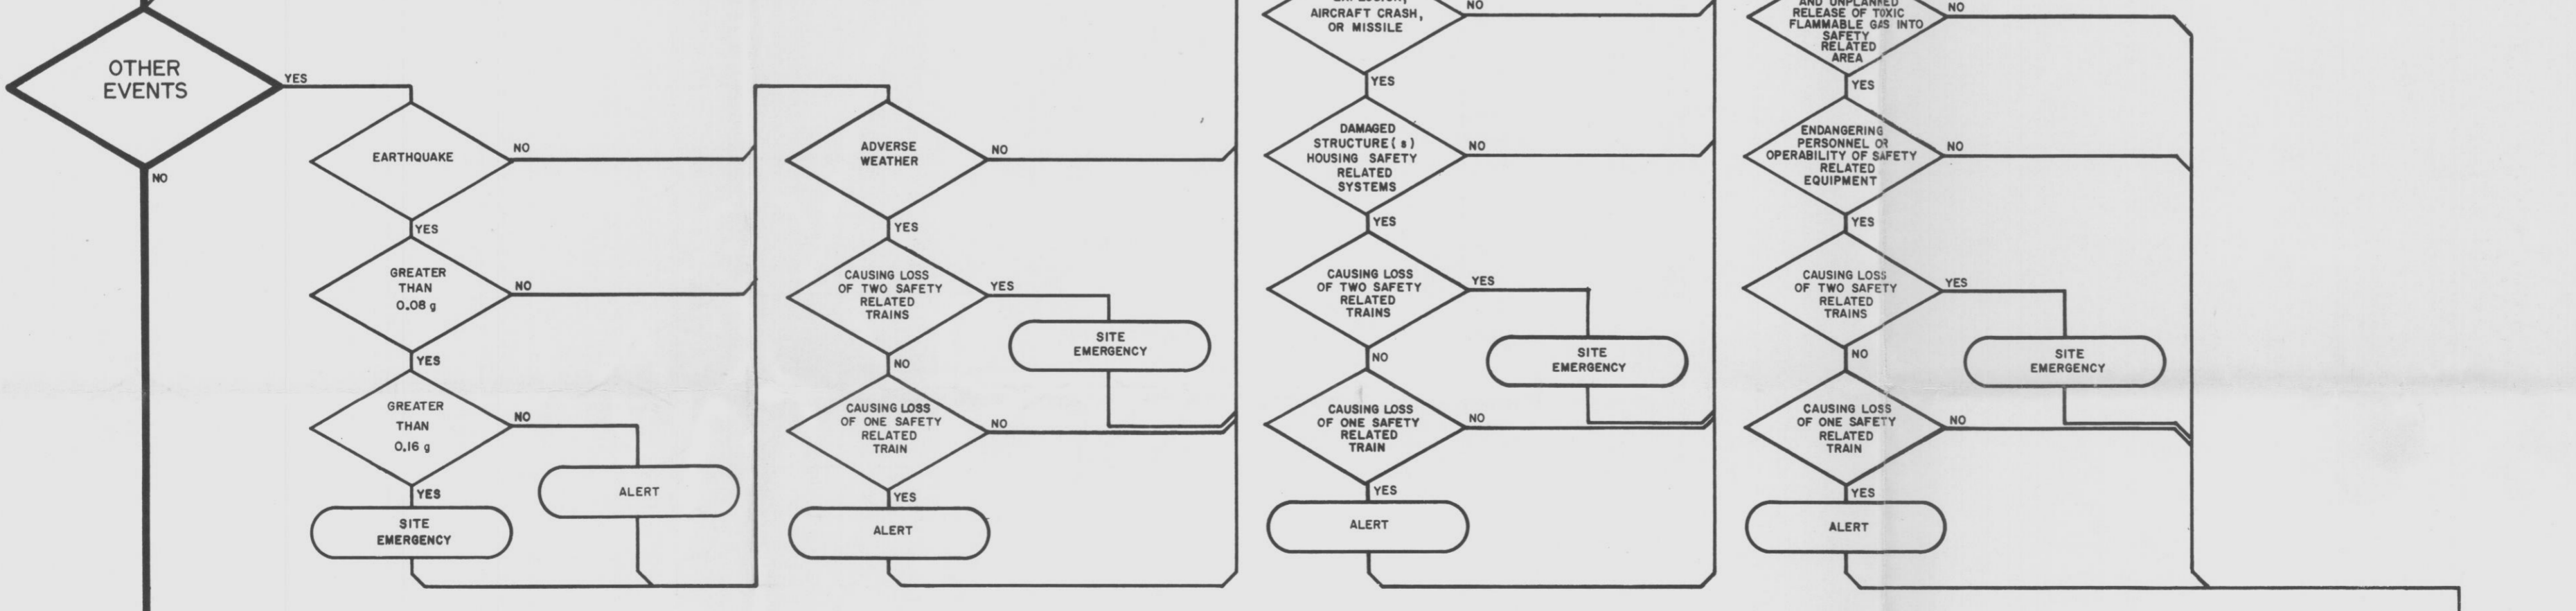 OTHER
EVENTS
YES
NO
EARTHQUAKE
NO
YES
GREATER
THAN
0.08 g
NO
YES
GREATER
THAN
0.16 g
NO
YES
SITE
EMERGENCY
ALERT
ADVERSE
WEATHER
NO
YES
CAUSING LOSS
OF TWO SAFETY
RELATED
TRAINS
YES
SITE
EMERGENCY
NO
CAUSING LOSS
OF ONE SAFETY
RELATED
TRAIN
NO
YES
ALERT
EXPLOSION,
AIRCRAFT CRASH,
OR MISSILE
NO
YES
DAMAGED
STRUCTURE(s)
HOUSING SAFETY
RELATED
SYSTEMS
NO
YES
CAUSING LOSS
OF TWO SAFETY
RELATED
TRAINS
YES
SITE
EMERGENCY
NO
CAUSING LOSS
OF ONE SAFETY
RELATED
TRAIN
NO
YES
ALERT
AND UNPLANNED
RELEASE OF TOXIC
FLAMMABLE GAS INTO
SAFETY
RELATED
AREA
NO
YES
ENDANGERING
PERSONNEL OR
OPERABILITY OF SAFETY
RELATED
EQUIPMENT
NO
YES
CAUSING LOSS
OF TWO SAFETY
RELATED
TRAINS
YES
SITE
EMERGENCY
NO
CAUSING LOSS
OF ONE SAFETY
RELATED
TRAIN
NO
YES
ALERT